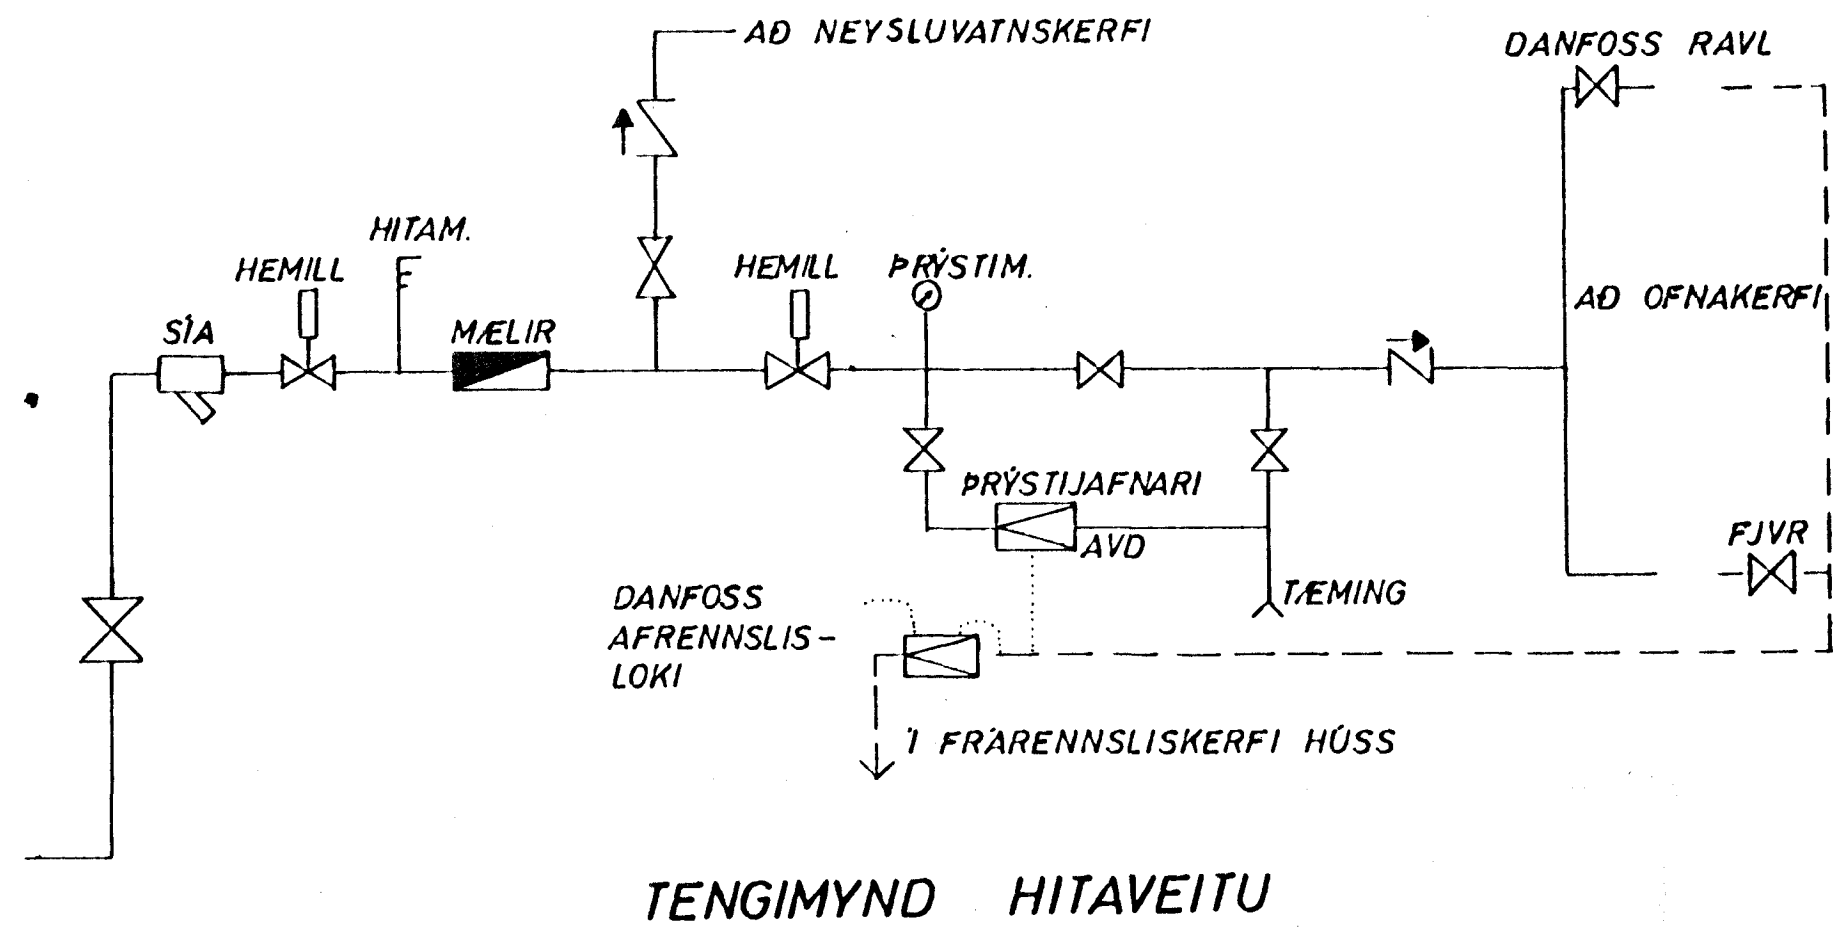 AÐ NEYSLUVATNSKERFI
DANFOSS RAVL
HITAM.
HEMILL
HEMILL
ÞRÝSTIM.
AÐ OFNAKERFI
SÍA
MÆLIR
ÞRÝSTIJAFNARI
AVD
FJVR
DANFOSS
AFRENNSLIS-
LOKI
TÆMING
Í FRÁRENNSLISKERFI HÚSS
TENGIMYND HITAVEITU